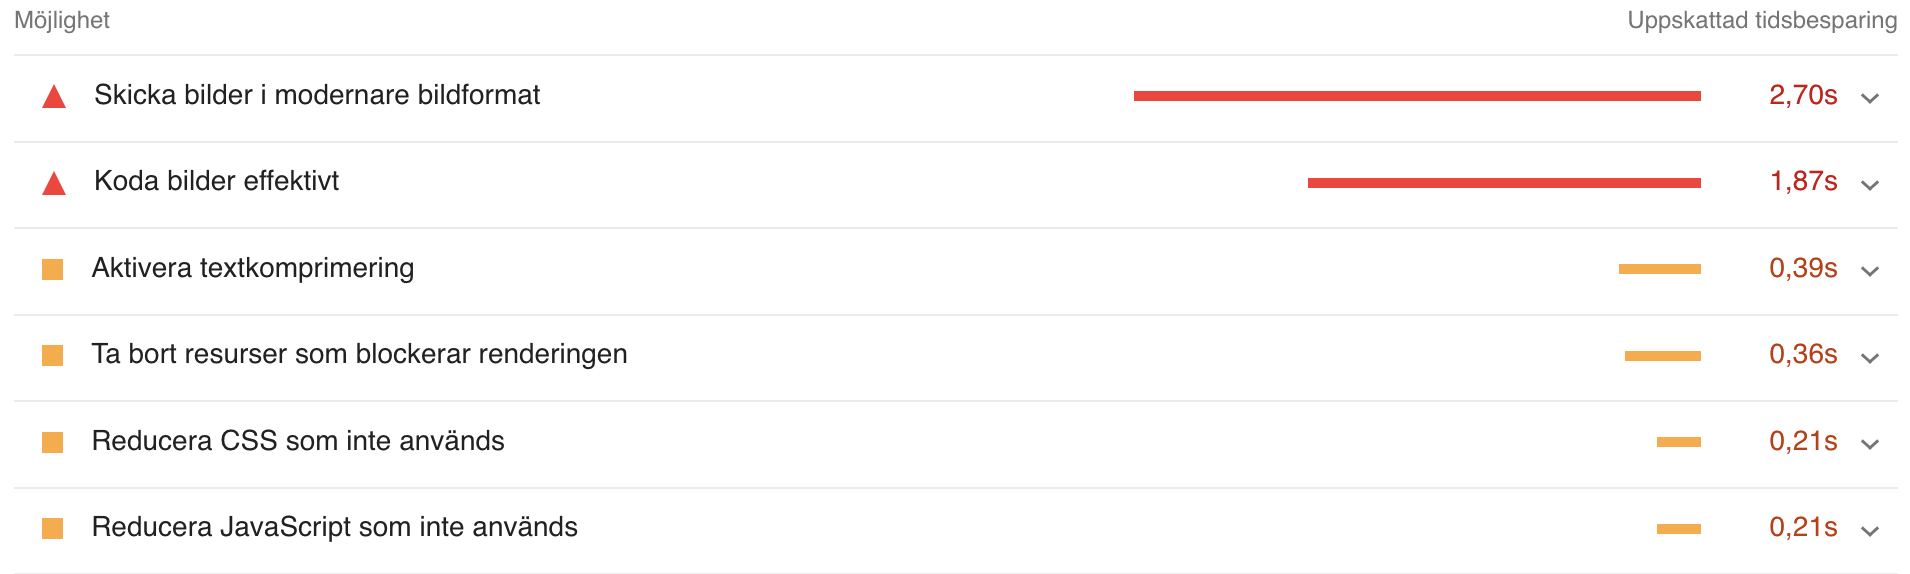 Möjlighet Uppskattad tidsbesparing
Skicka bilder i modernare bildformat 2,70s
Koda bilder effektivt 1,87s
Aktivera textkomprimering 0,39s
Ta bort resurser som blockerar renderingen 0,36s
Reducera CSS som inte används 0,21s
Reducera JavaScript som inte används 0,21s